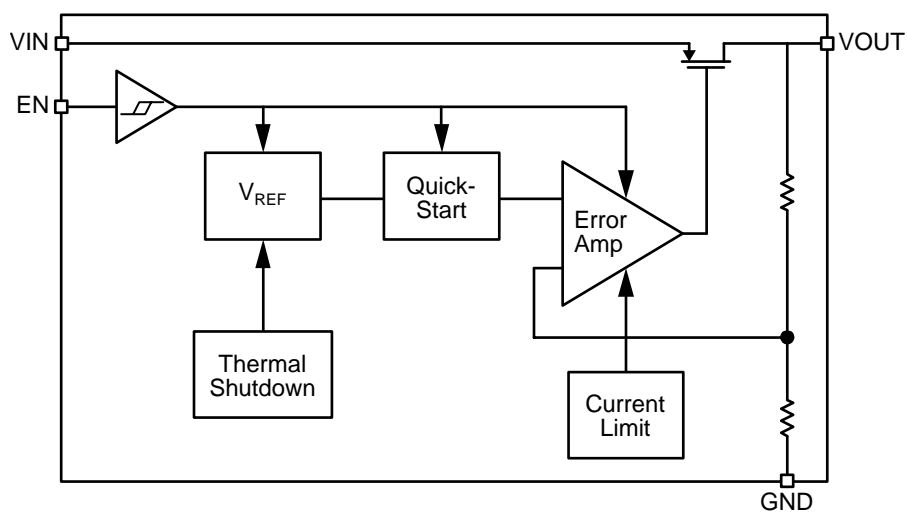 VIN
VOUT
EN
VREF
Quick-
Start
Error
Amp
Thermal
Shutdown
Current
Limit
GND